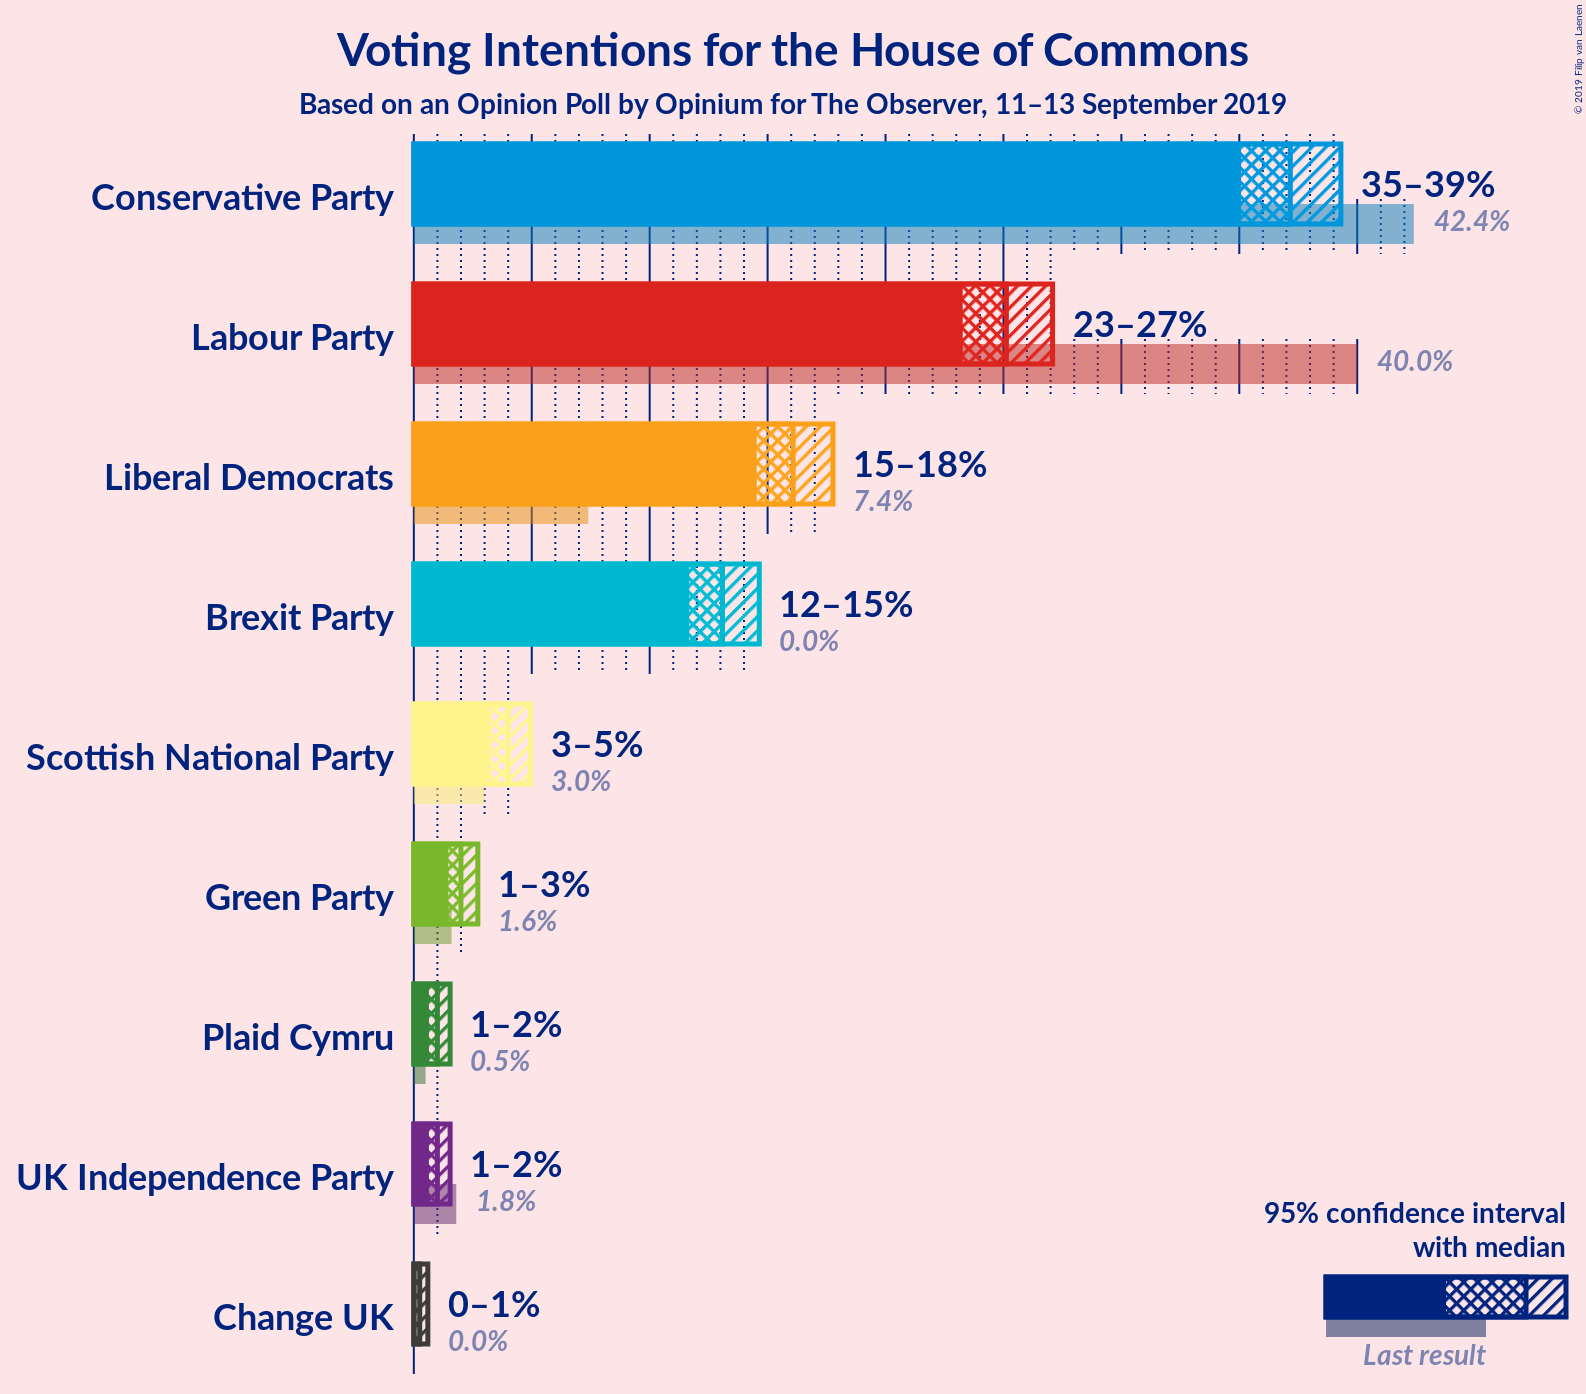 Voting Intentions for the House of Commons
Based on an Opinion Poll by Opinium for The Observer, 11–13 September 2019
© 2019 Filip van Laenen
Conservative Party
35–39%
42.4%
Labour Party
23–27%
40.0%
Liberal Democrats
15–18%
7.4%
Brexit Party
12–15%
0.0%
Scottish National Party
3–5%
3.0%
Green Party
1–3%
1.6%
Plaid Cymru
1–2%
0.5%
UK Independence Party
1–2%
1.8%
Change UK
0–1%
0.0%
95% confidence interval
with median
Last result